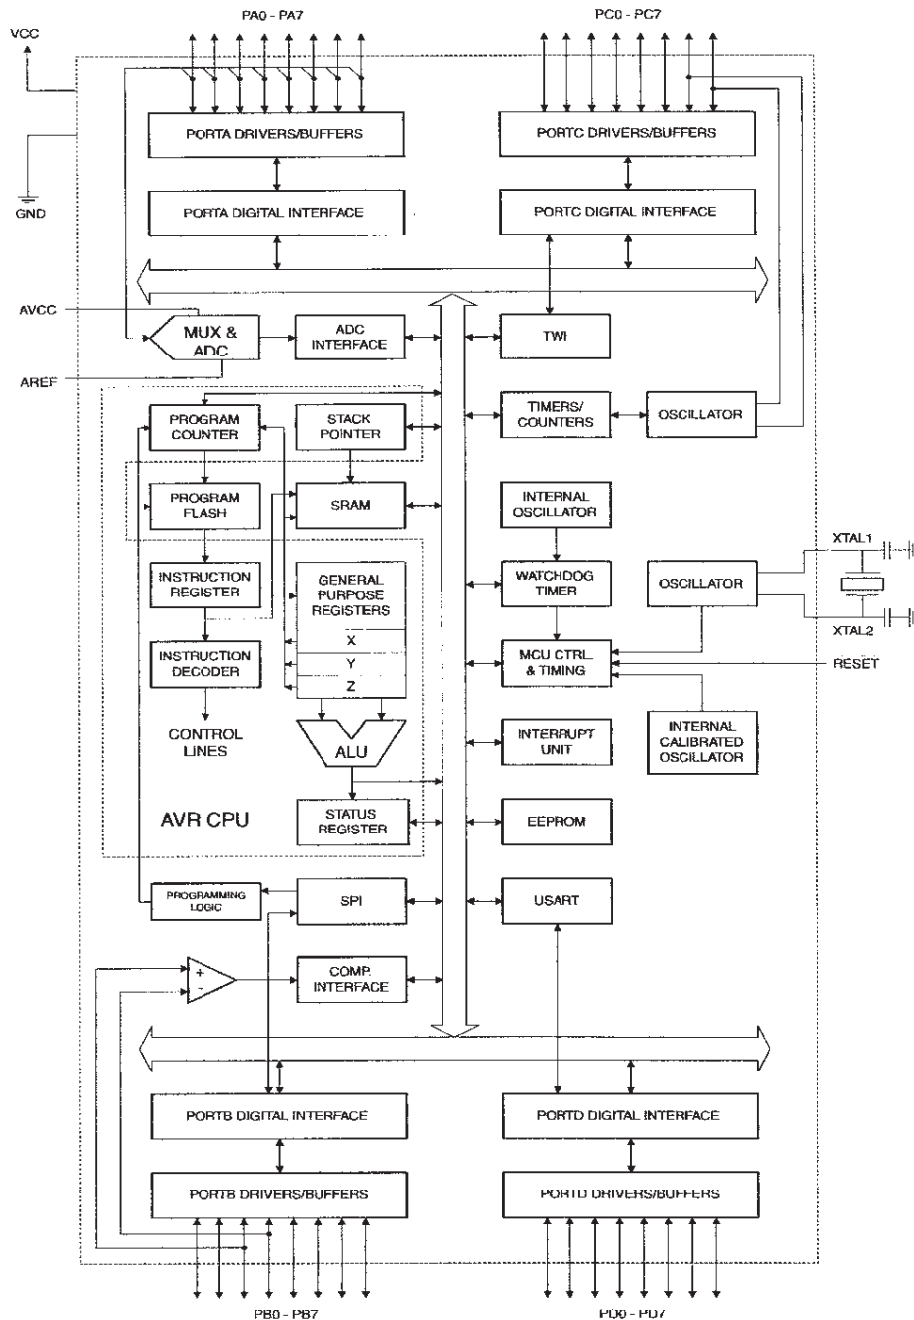 PA0 - PA7
PC0 - PC7
VCC
PORTA DRIVERS/BUFFERS
PORTC DRIVERS/BUFFERS
GND
PORTA DIGITAL INTERFACE
PORTC DIGITAL INTERFACE
AVCC
MUX &
ADC
ADC
INTERFACE
TWI
AREF
PROGRAM
COUNTER
STACK
POINTER
TIMERS/
COUNTERS
OSCILLATOR
PROGRAM
FLASH
SRAM
INTERNAL
OSCILLATOR
XTAL1
INSTRUCTION
REGISTER
GENERAL
PURPOSE
REGISTERS
WATCHDOG
TIMER
OSCILLATOR
XTAL2
X
INSTRUCTION
DECODER
Y
Z
MCU CTRL
& TIMING
RESET
CONTROL
LINES
ALU
INTERRUPT
UNIT
INTERNAL
CALIBRATED
OSCILLATOR
AVR CPU
STATUS
REGISTER
EEPROM
PROGRAMMING
LOGIC
SPI
USART
+
-
COMP.
INTERFACE
PORTB DIGITAL INTERFACE
PORTD DIGITAL INTERFACE
PORTB DRIVERS/BUFFERS
PORTD DRIVERS/BUFFERS
PB0 - PB7
PD0 - PD7